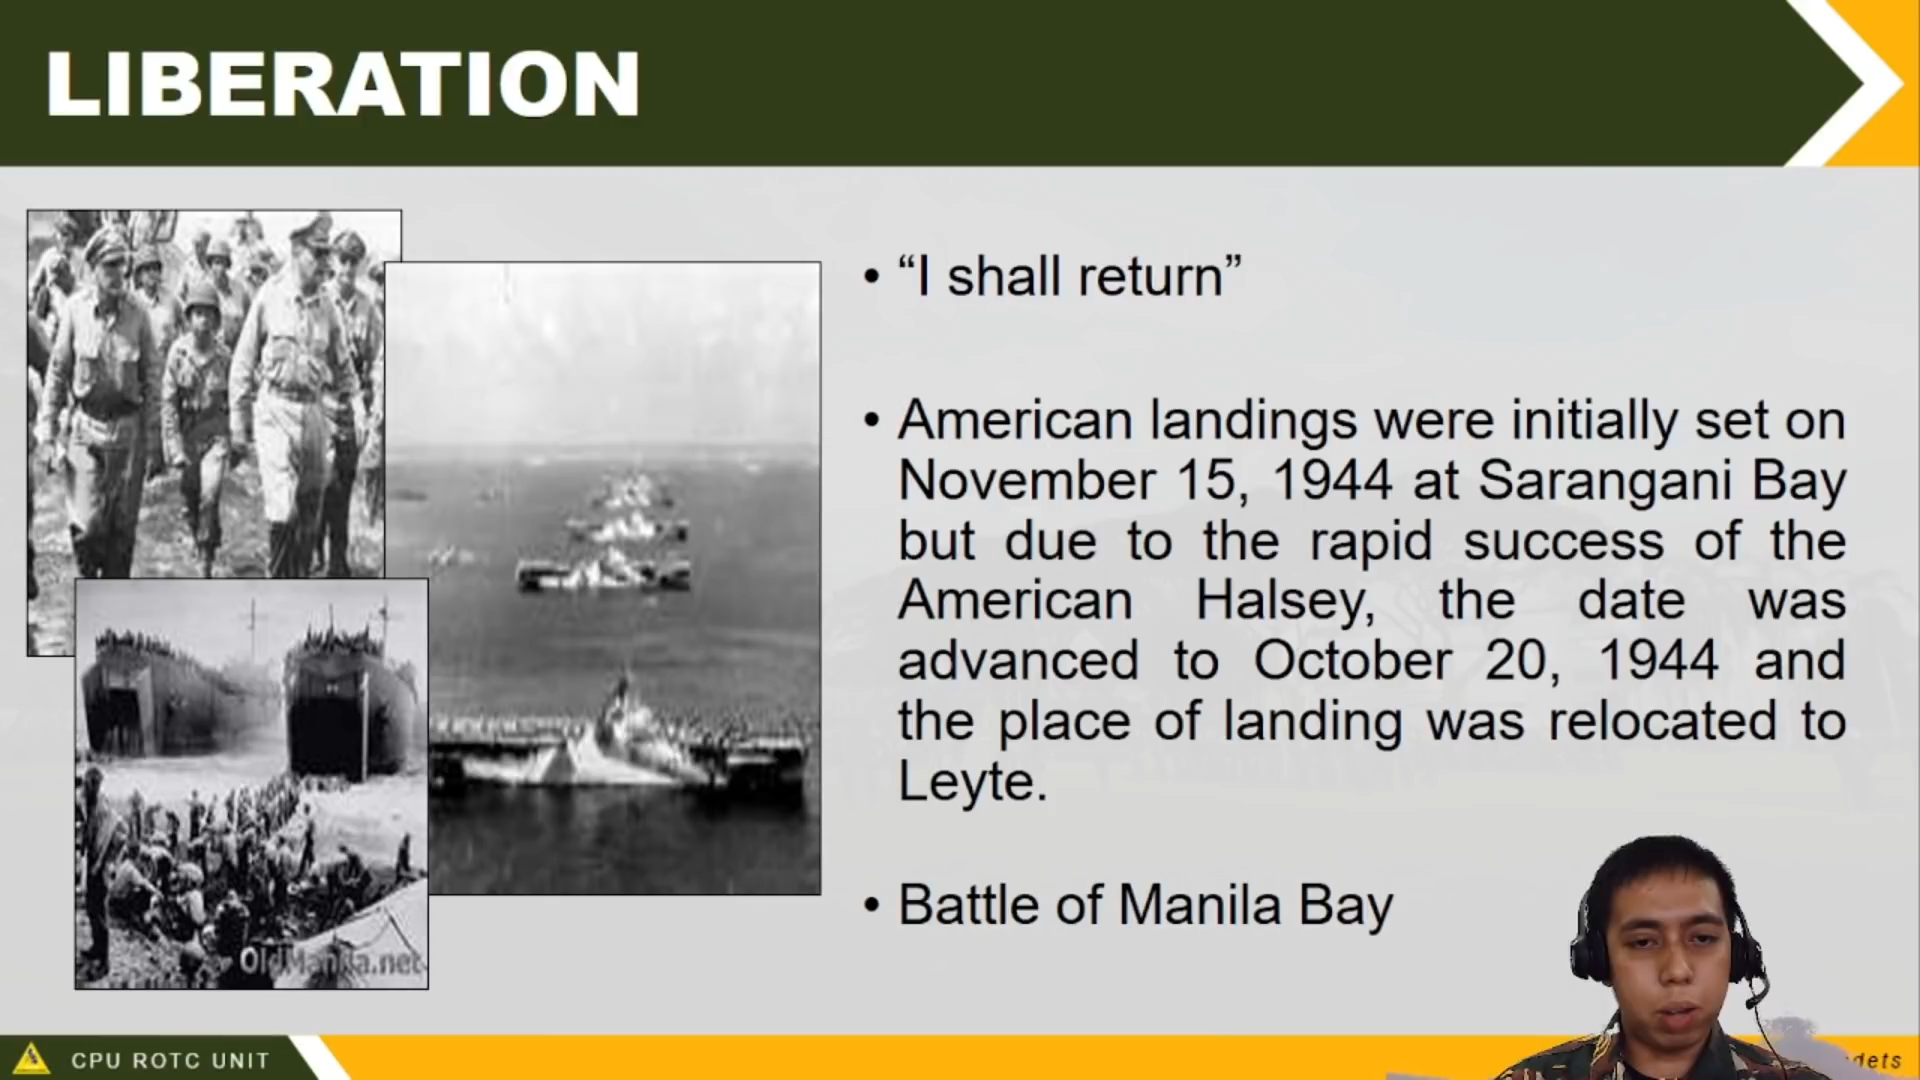 LIBERATION
• “I shall return”
• American landings were initially set on
November 15, 1944 at Sarangani Bay
but due to the rapid success of the
American Halsey, the date was
advanced to October 20, 1944 and
the place of landing was relocated to
Leyte.
• Battle of Manila Bay
OldManila.net
CPU ROTC UNIT